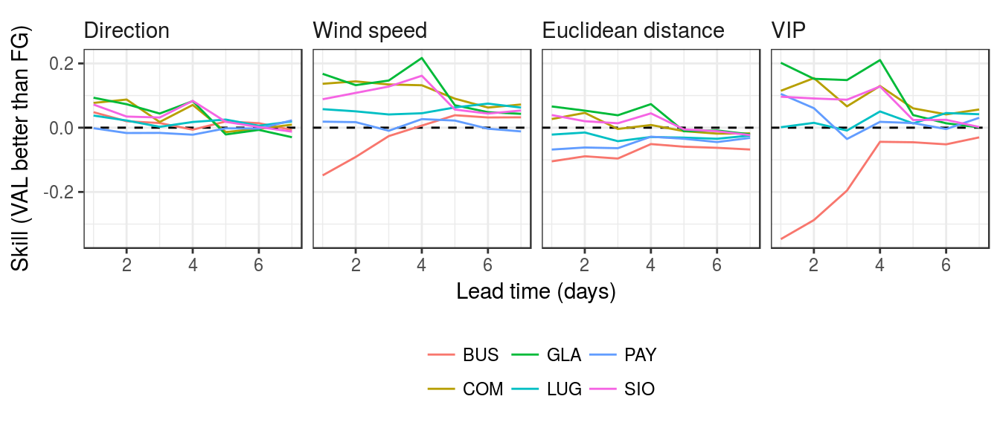 Direction
Wind speed
Euclidean distance
VIP
Skill (VAL better than FG)
0.2
0.0
-0.2
2 4 6
2 4 6
2 4 6
2 4 6
Lead time (days)
BUS GLA PAY
COM LUG SIO